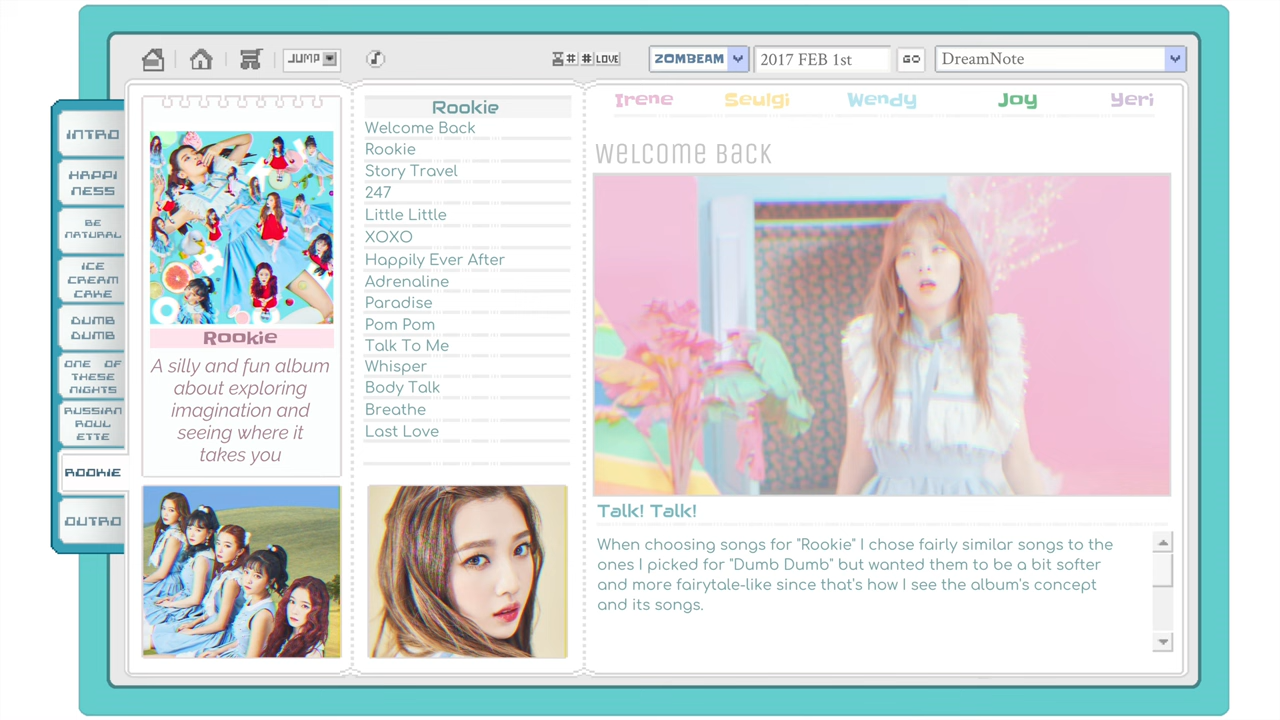 JUMP
# # LOVE
ZOMBEAM
2017 FEB 1st
GO
DreamNote
INTRO
HAPPI
NESS
BE
NATURAL
ICE
CREAM
CAKE
DUMB
DUMB
ONE OF
THESE
NIGHTS
RUSSIAN
ROUL
ETTE
ROOKIE
OUTRO
Rookie
A silly and fun album
about exploring
imagination and
seeing where it
takes you
Rookie
Welcome Back
Rookie
Story Travel
247
Little Little
XOXO
Happily Ever After
Adrenaline
Paradise
Pom Pom
Talk To Me
Whisper
Body Talk
Breathe
Last Love
Irene Seulgi Wendy Joy Yeri
Welcome Back
Talk! Talk!
When choosing songs for "Rookie" I chose fairly similar songs to the
ones I picked for "Dumb Dumb" but wanted them to be a bit softer
and more fairytale-like since that's how I see the album's concept
and its songs.